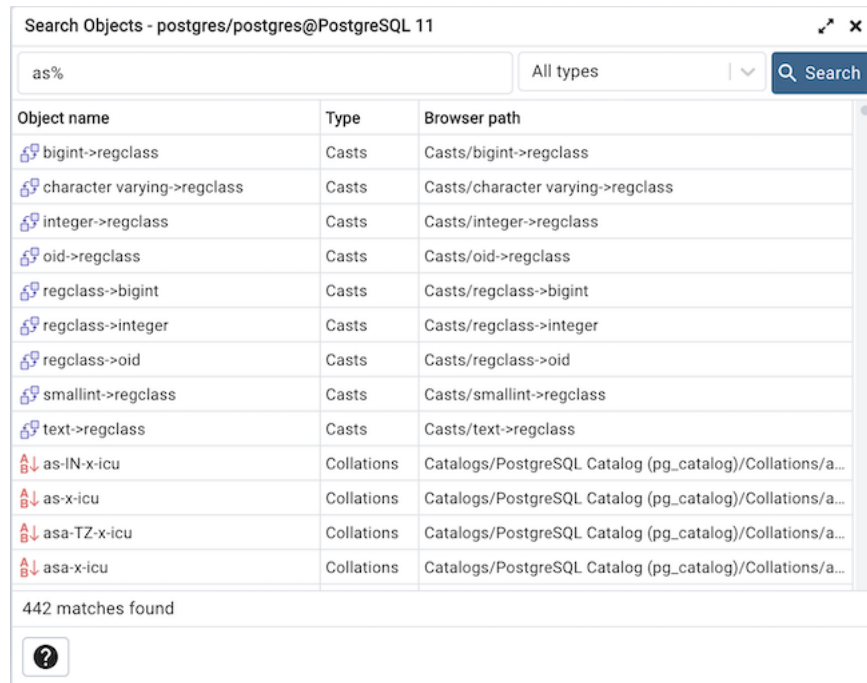 Search Objects - postgres/postgres@PostgreSQL 11
as% All types Search
Object name Type Browser path
bigint->regclass Casts Casts/bigint->regclass
character varying->regclass Casts Casts/character varying->regclass
integer->regclass Casts Casts/integer->regclass
oid->regclass Casts Casts/oid->regclass
regclass->bigint Casts Casts/regclass->bigint
regclass->integer Casts Casts/regclass->integer
regclass->oid Casts Casts/regclass->oid
smallint->regclass Casts Casts/smallint->regclass
text->regclass Casts Casts/text->regclass
as-IN-x-icu Collations Catalogs/PostgreSQL Catalog (pg_catalog)/Collations/a...
as-x-icu Collations Catalogs/PostgreSQL Catalog (pg_catalog)/Collations/a...
asa-TZ-x-icu Collations Catalogs/PostgreSQL Catalog (pg_catalog)/Collations/a...
asa-x-icu Collations Catalogs/PostgreSQL Catalog (pg_catalog)/Collations/a...
442 matches found